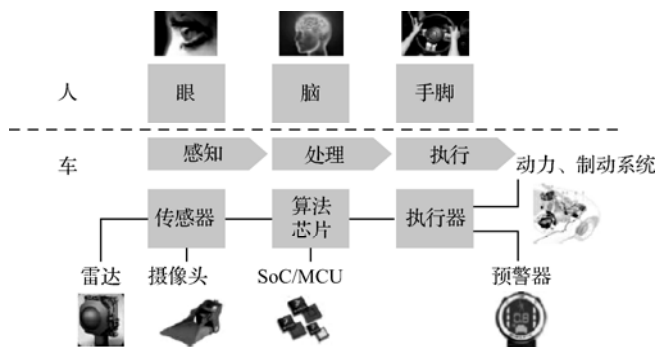 人
眼
脑
手脚
车
感知
处理
执行
动力、制动系统
传感器
算法
芯片
执行器
雷达
摄像头
SoC/MCU
预警器